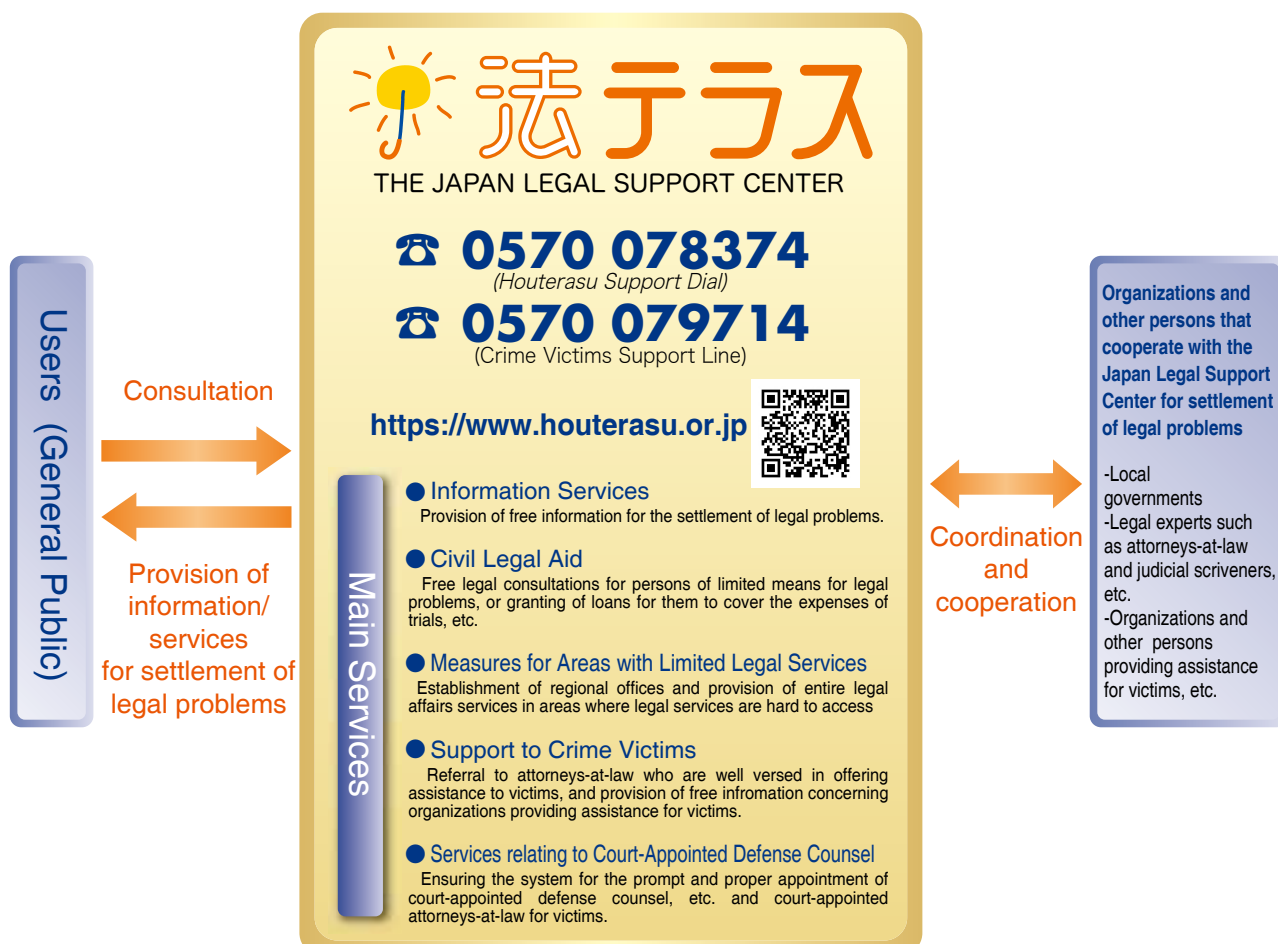 法テラス
THE JAPAN LEGAL SUPPORT CENTER
☎ 0570 078374
(Houterasu Support Dial)
☎ 0570 079714
(Crime Victims Support Line)
https://www.houterasu.or.jp
Users (General Public)
Consultation
Provision of
information/
services
for settlement of
legal problems
Main Services
● Information Services
Provision of free information for the settlement of legal problems.
● Civil Legal Aid
Free legal consultations for persons of limited means for legal
problems, or granting of loans for them to cover the expenses of
trials, etc.
● Measures for Areas with Limited Legal Services
Establishment of regional offices and provision of entire legal
affairs services in areas where legal services are hard to access
● Support to Crime Victims
Referral to attorneys-at-law who are well versed in offering
assistance to victims, and provision of free infromation concerning
organizations providing assistance for victims.
● Services relating to Court-Appointed Defense Counsel
Ensuring the system for the prompt and proper appointment of
court-appointed defense counsel, etc. and court-appointed
attorneys-at-law for victims.
Coordination
and
cooperation
Organizations and
other persons that
cooperate with the
Japan Legal Support
Center for settlement
of legal problems
-Local
governments
-Legal experts such
as attorneys-at-law
and judicial scriveners,
etc.
-Organizations and
other persons
providing assistance
for victims, etc.